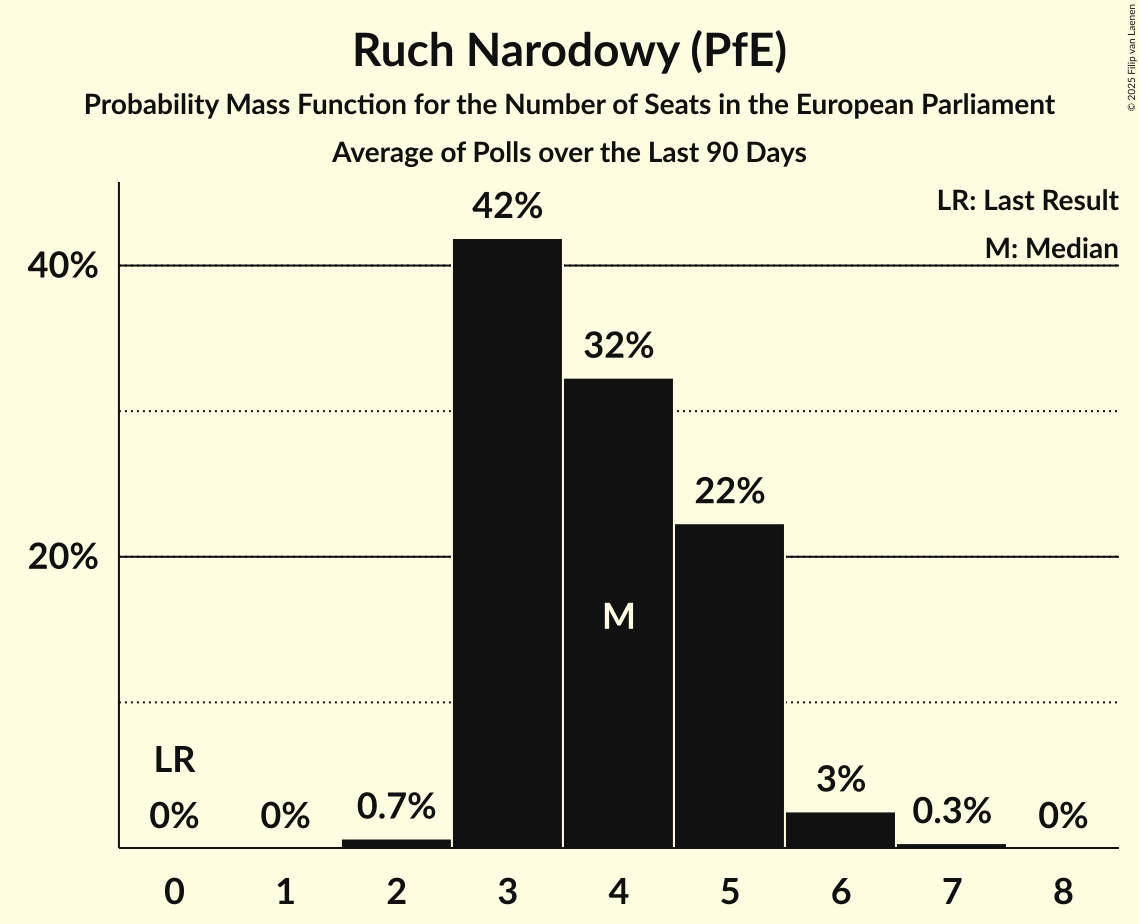 Ruch Narodowy (PfE)
Probability Mass Function for the Number of Seats in the European Parliament
Average of Polls over the Last 90 Days
© 2025 Filip van Laenen
LR: Last Result
M: Median
40%
20%
42%
32%
22%
M
LR
0%
0%
0.7%
3%
0.3%
0%
0
1
2
3
4
5
6
7
8